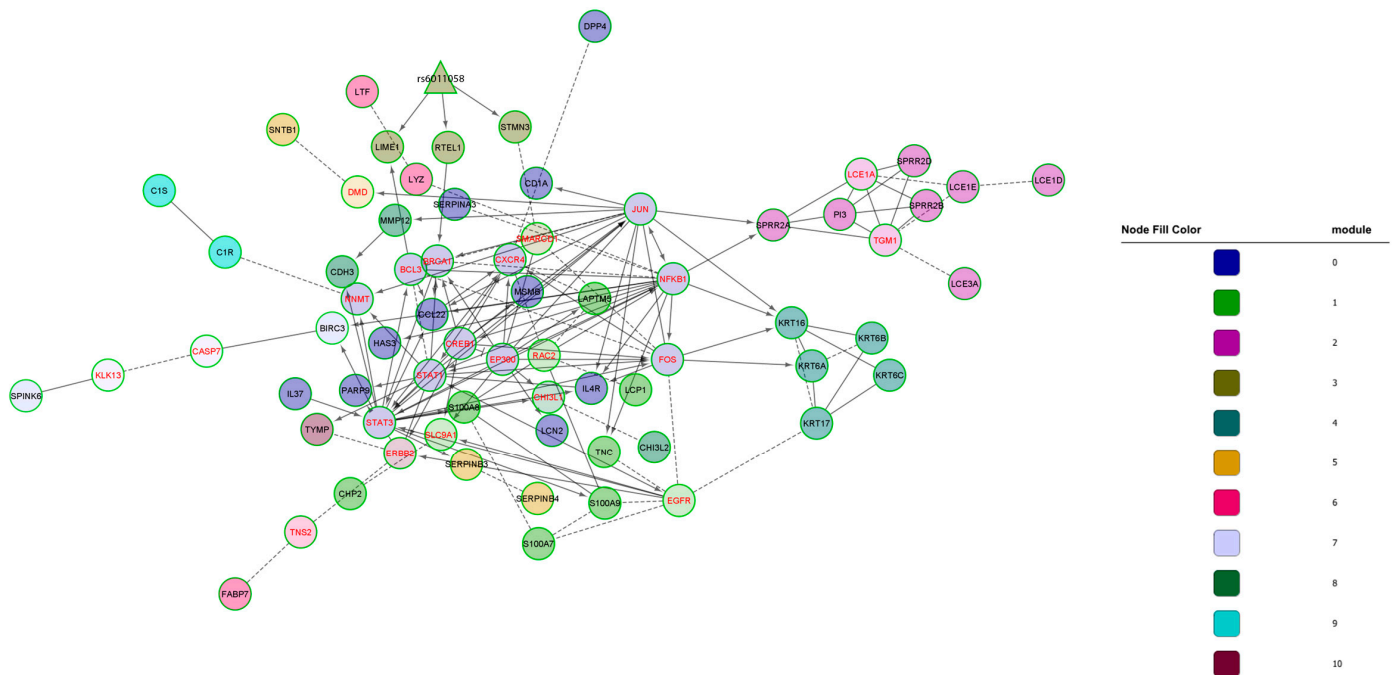 DPP4
rs6011058
LTF
STMN3
SNTB1
LIME1
RTEL1
SPRR2D
LCE1A
LCE1D
LYZ
CD1A
LCE1E
C1S
DMD
SERPINA3
SPRR2B
JUN
PI3
MMP12
SPRR2A
SMARCD1
TGM1
C1R
BRCA1
CXCR4
BCL3
CDH3
NFKB1
LCE3A
MSMB
LAPTM5
NNMT
CCL22
KRT16
BIRC3
KRT6B
HAS3
CREB1
CASP7
RAC2
EP300
FOS
KRT6A
KLK13
STAT1
KRT6C
SPINK6
IL37
PARP9
IL4R
LCP1
CHI3L1
S100A8
STAT3
KRT17
TYMP
LCN2
SLC9A1
CHI3L2
ERBB2
TNC
SERPINB3
CHP2
SERPINB4
S100A9
EGFR
TNS2
S100A7
FABP7
Node Fill Color module
0
1
2
3
4
5
6
7
8
9
10